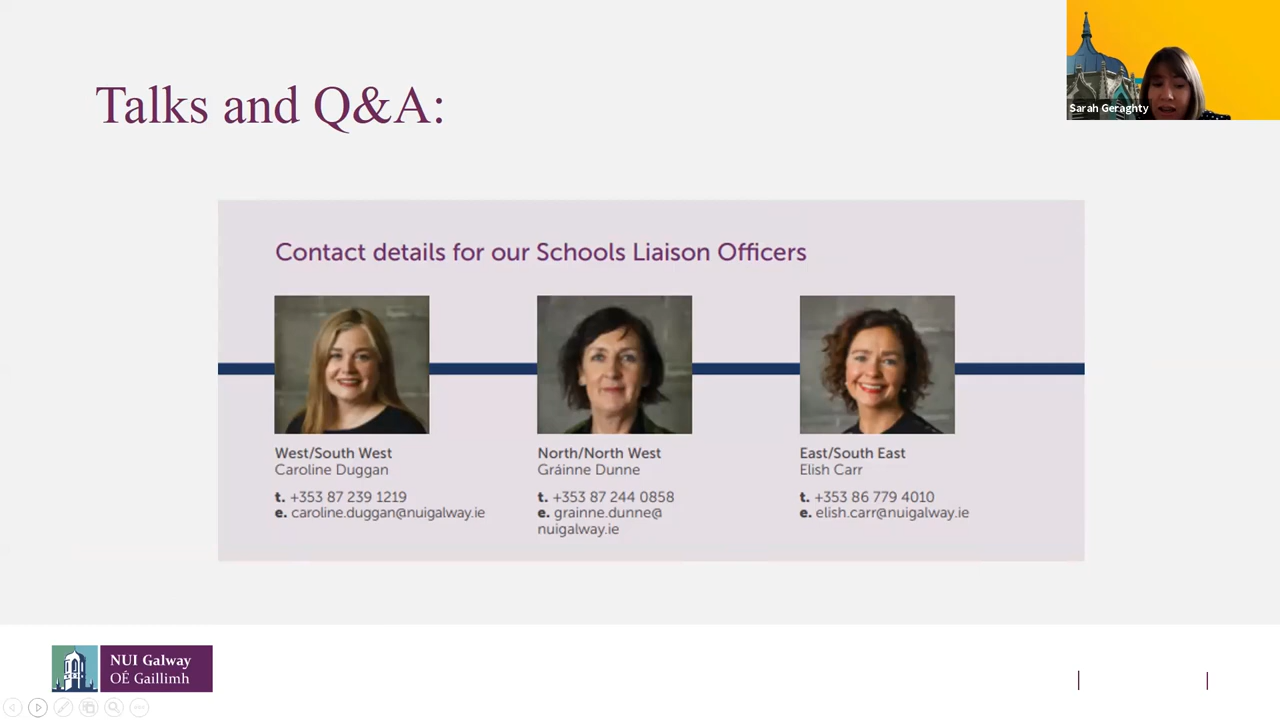 Talks and Q&A:
Sarah Geraghty
Contact details for our Schools Liaison Officers
West/South West
Caroline Duggan
t. +353 87 239 1219
e. caroline.duggan@nuigalway.ie
North/North West
Gráinne Dunne
t. +353 87 244 0858
e. grainne.dunne@
nuigalway.ie
East/South East
Elish Carr
t. +353 86 779 4010
e. elish.carr@nuigalway.ie
NUI Galway
OÉ Gaillimh